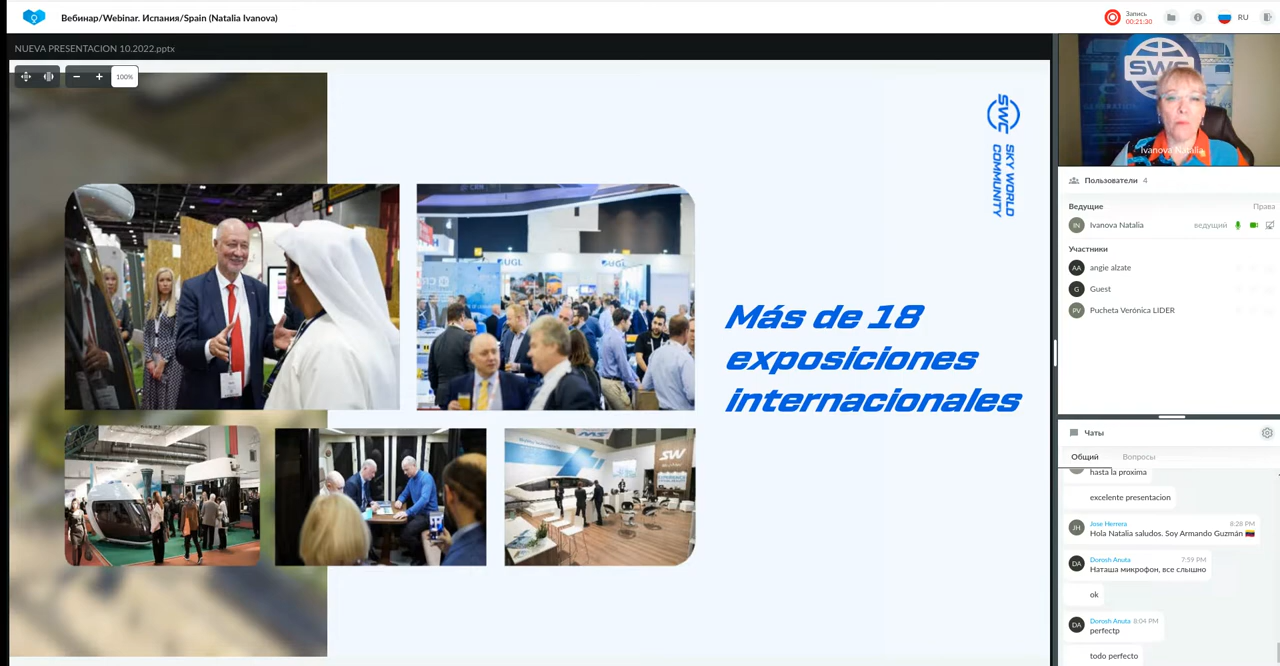 Вебинар/Webinar. Испания/Spain (Natalia Ivanova)
Запись
00:21:30
RU
NUEVA PRESENTACION 10.2022.pptx
100%
SWC
SKY WORLD
COMMUNITY
UGL
UGL
SW
Más de 18
exposiciones
internacionales
SWC
Ivanova Natalia
Пользователи 4
Ведущие Права
IN Ivanova Natalia ведущий
Участники
AA angie alzate
G Guest
PV Pucheta Verónica LIDER
Чаты
Общий Вопросы
hasta la proxima
excelente presentacion
JH Jose Herrera 8:28 PM
Hola Natalia saludos. Soy Armando Guzmán 🇻🇪
DA Dorosh Anuta 7:59 PM
Наташа микрофон, все слышно
ok
DA Dorosh Anuta 8:04 PM
perfectp
todo perfecto